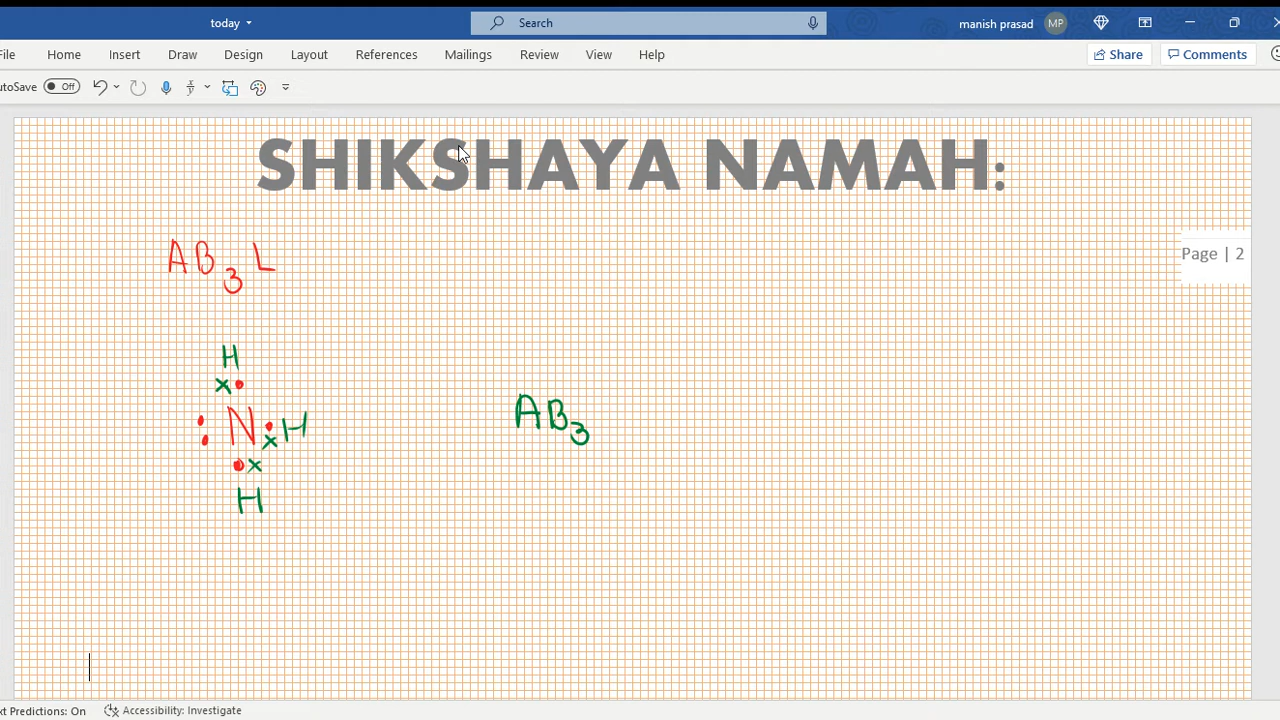 today
Search
manish prasad MP
File Home Insert Draw Design Layout References Mailings Review View Help Share Comments
AutoSave Off
SHIKSHAYA NAMAH:
Page | 2
AB3L
H
x
N H
x
x
H
AB3
Text Predictions: On Accessibility: Investigate